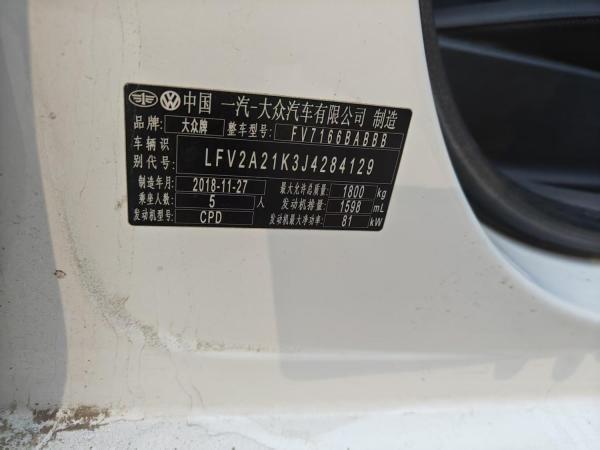 中国 一汽-大众汽车有限公司 制造
品牌: 大众牌 整车型号: FV7166BABBB
车辆识别代号: LFV2A21K3J4284129
制造年月 2018-11-27 最大允许总质量 1800 kg
乘坐人数 5 人 发动机排量 1598 mL
发动机型号 CPD 发动机最大净功率 81 kW